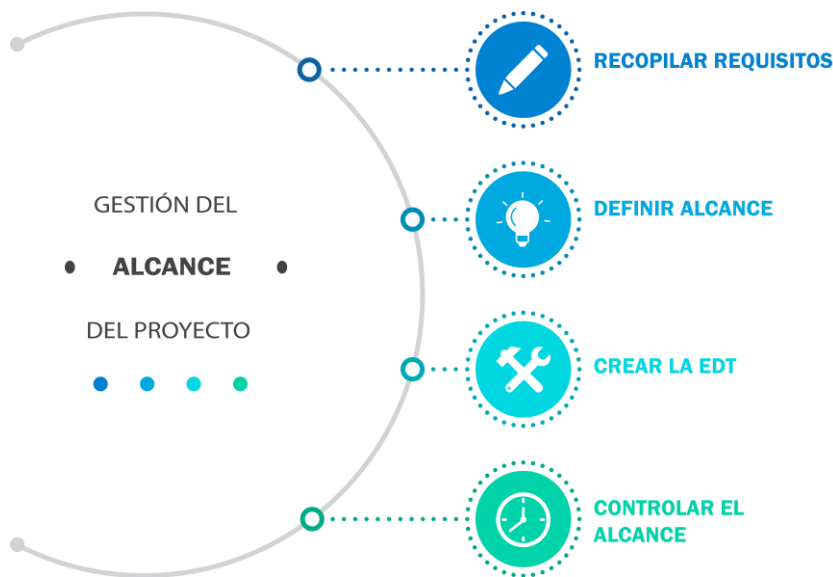 GESTIÓN DEL
ALCANCE
DEL PROYECTO
RECOPILAR REQUISITOS
DEFINIR ALCANCE
CREAR LA EDT
CONTROLAR EL
ALCANCE